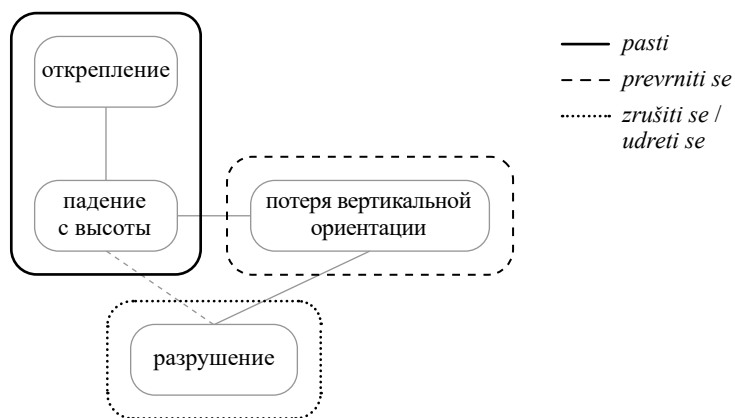 открепление
падение
с высоты
потеря вертикальной
ориентации
разрушение
pasti
prevrniti se
zrušiti se /
udreti se